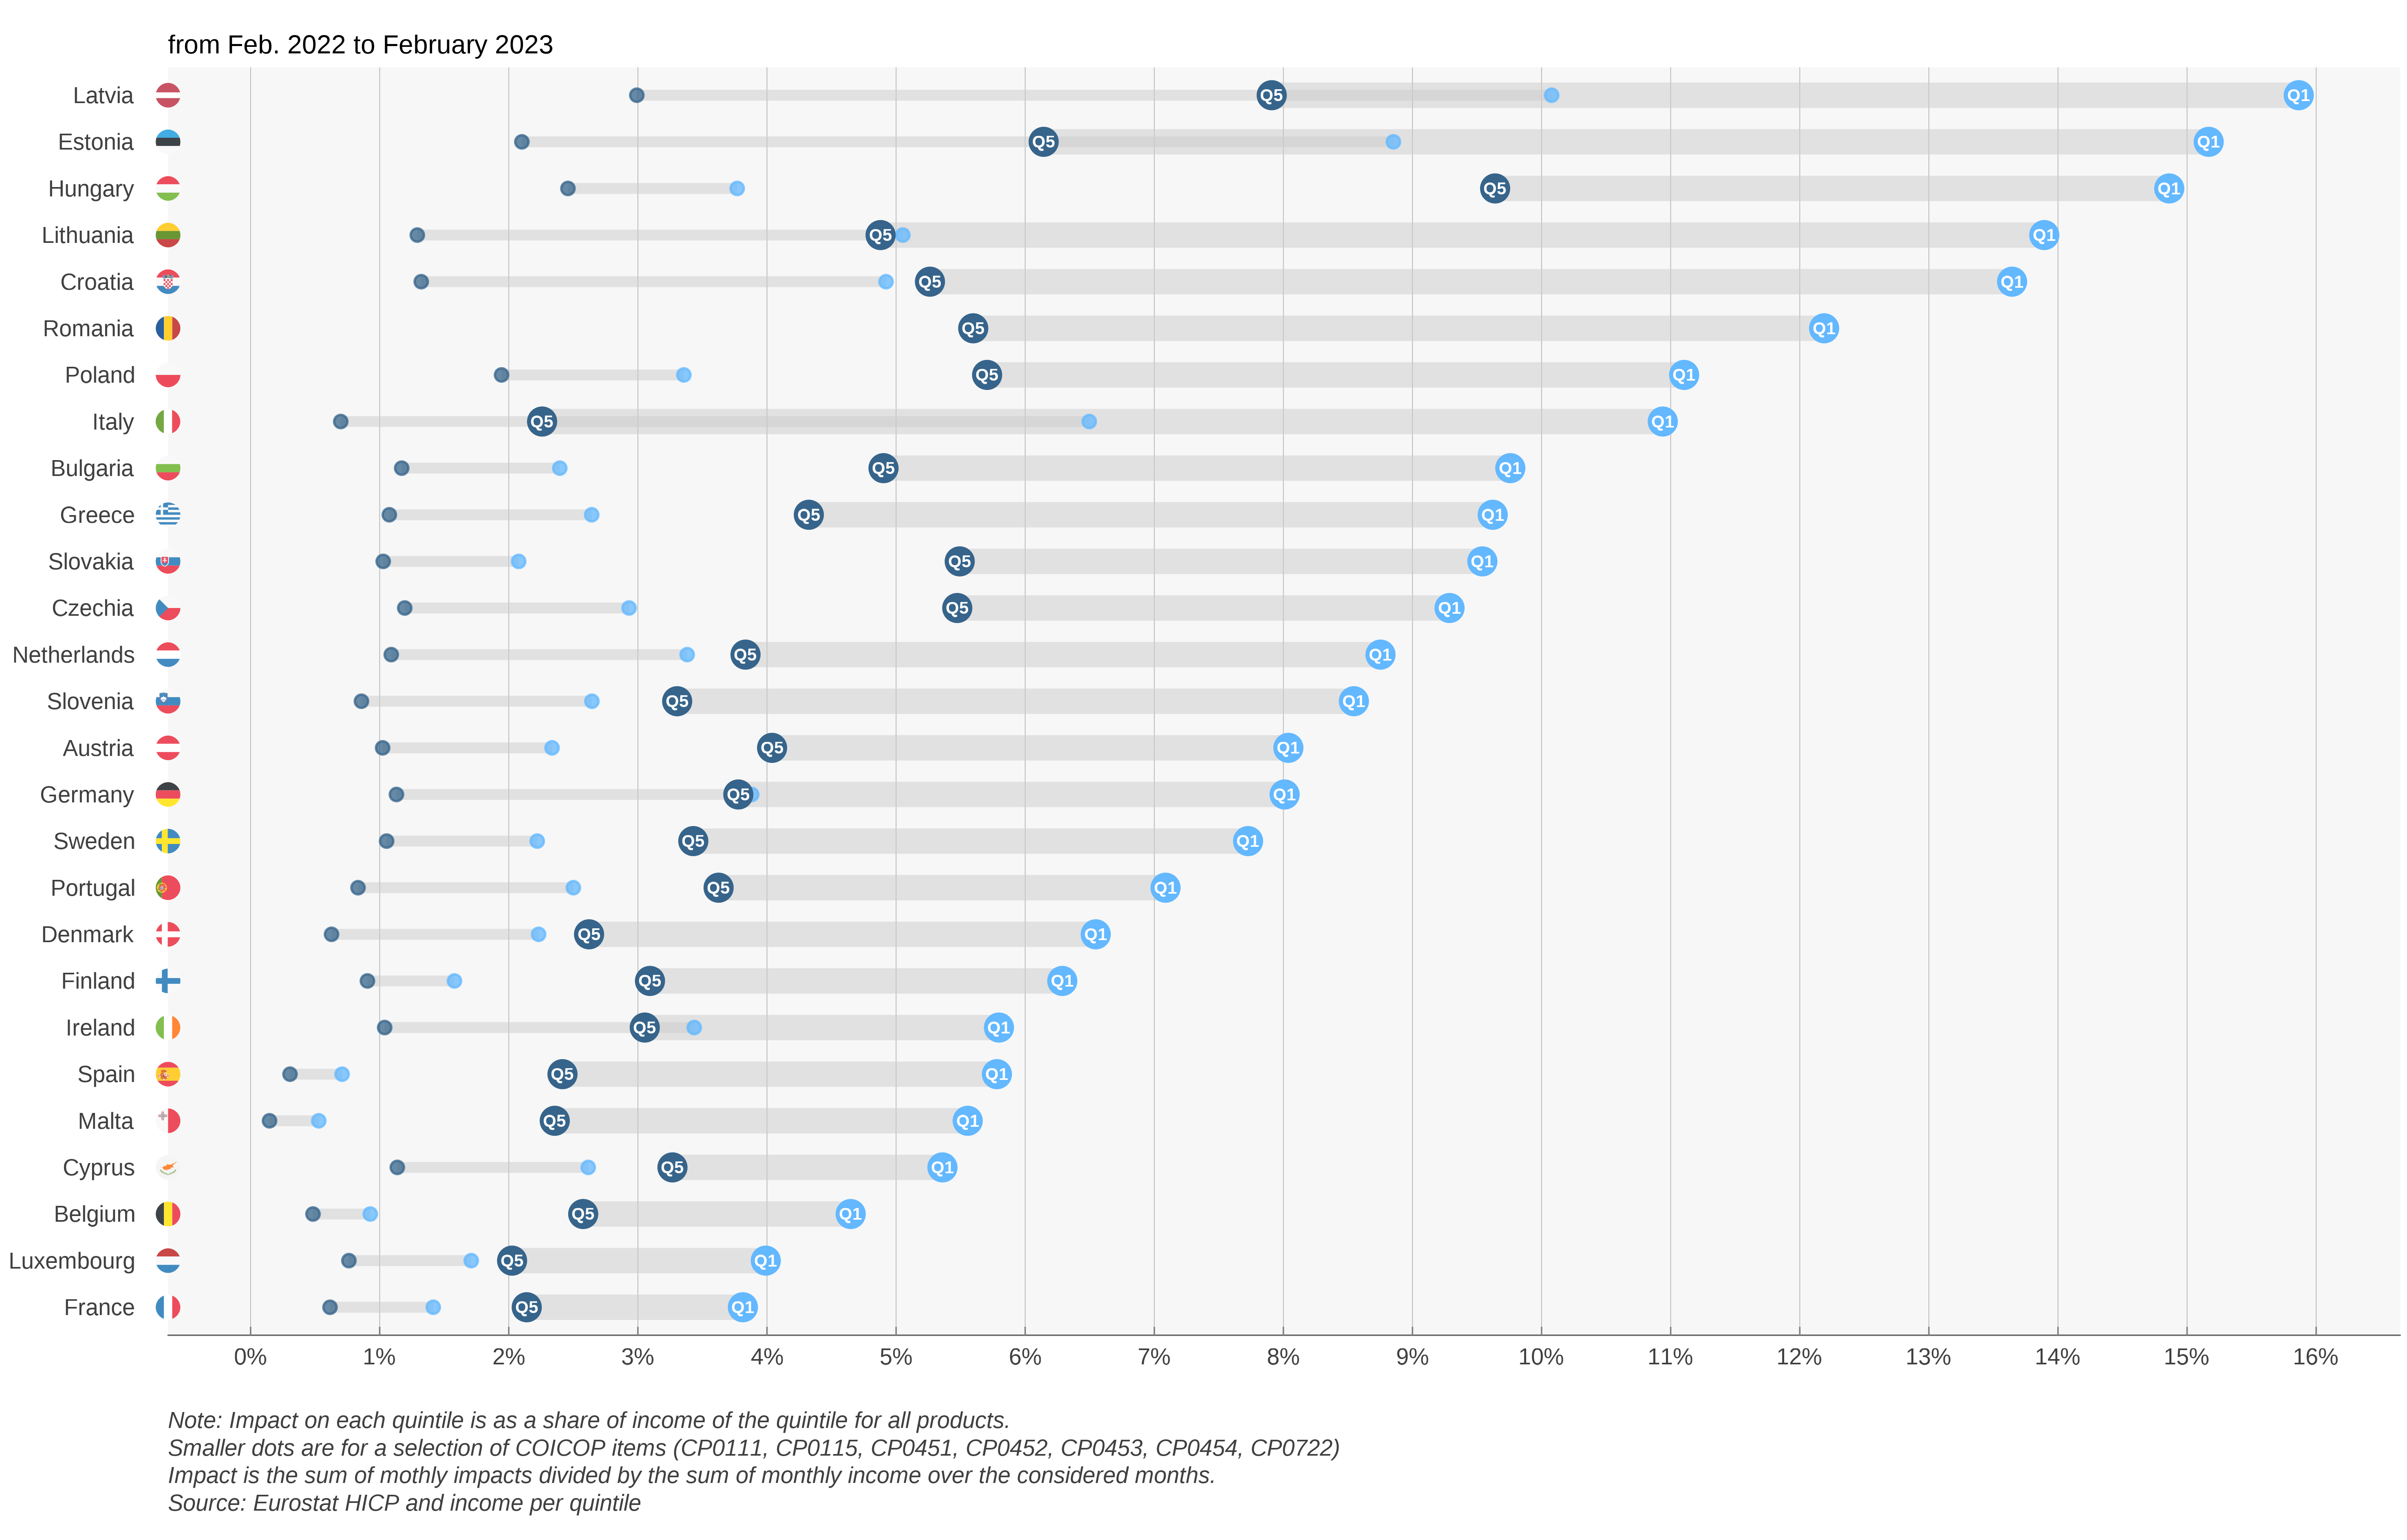 from Feb. 2022 to February 2023
Latvia Q5 Q1
Estonia Q5 Q1
Hungary Q5 Q1
Lithuania Q5 Q1
Croatia Q5 Q1
Romania Q5 Q1
Poland Q5 Q1
Italy Q5 Q1
Bulgaria Q5 Q1
Greece Q5 Q1
Slovakia Q5 Q1
Czechia Q5 Q1
Netherlands Q5 Q1
Slovenia Q5 Q1
Austria Q5 Q1
Germany Q5 Q1
Sweden Q5 Q1
Portugal Q5 Q1
Denmark Q5 Q1
Finland Q5 Q1
Ireland Q5 Q1
Spain Q5 Q1
Malta Q5 Q1
Cyprus Q5 Q1
Belgium Q5 Q1
Luxembourg Q5 Q1
France Q5 Q1
0% 1% 2% 3% 4% 5% 6% 7% 8% 9% 10% 11% 12% 13% 14% 15% 16%
Note: Impact on each quintile is as a share of income of the quintile for all products.
Smaller dots are for a selection of COICOP items (CP0111, CP0115, CP0451, CP0452, CP0453, CP0454, CP0722)
Impact is the sum of mothly impacts divided by the sum of monthly income over the considered months.
Source: Eurostat HICP and income per quintile